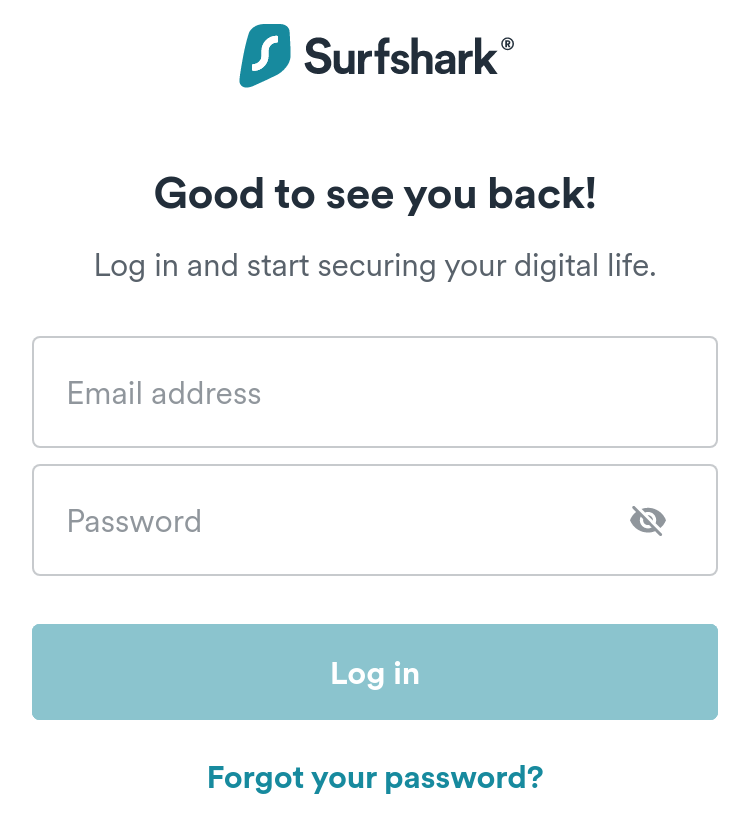 Surfshark®
Good to see you back!
Log in and start securing your digital life.
Email address
Password
Log in
Forgot your password?